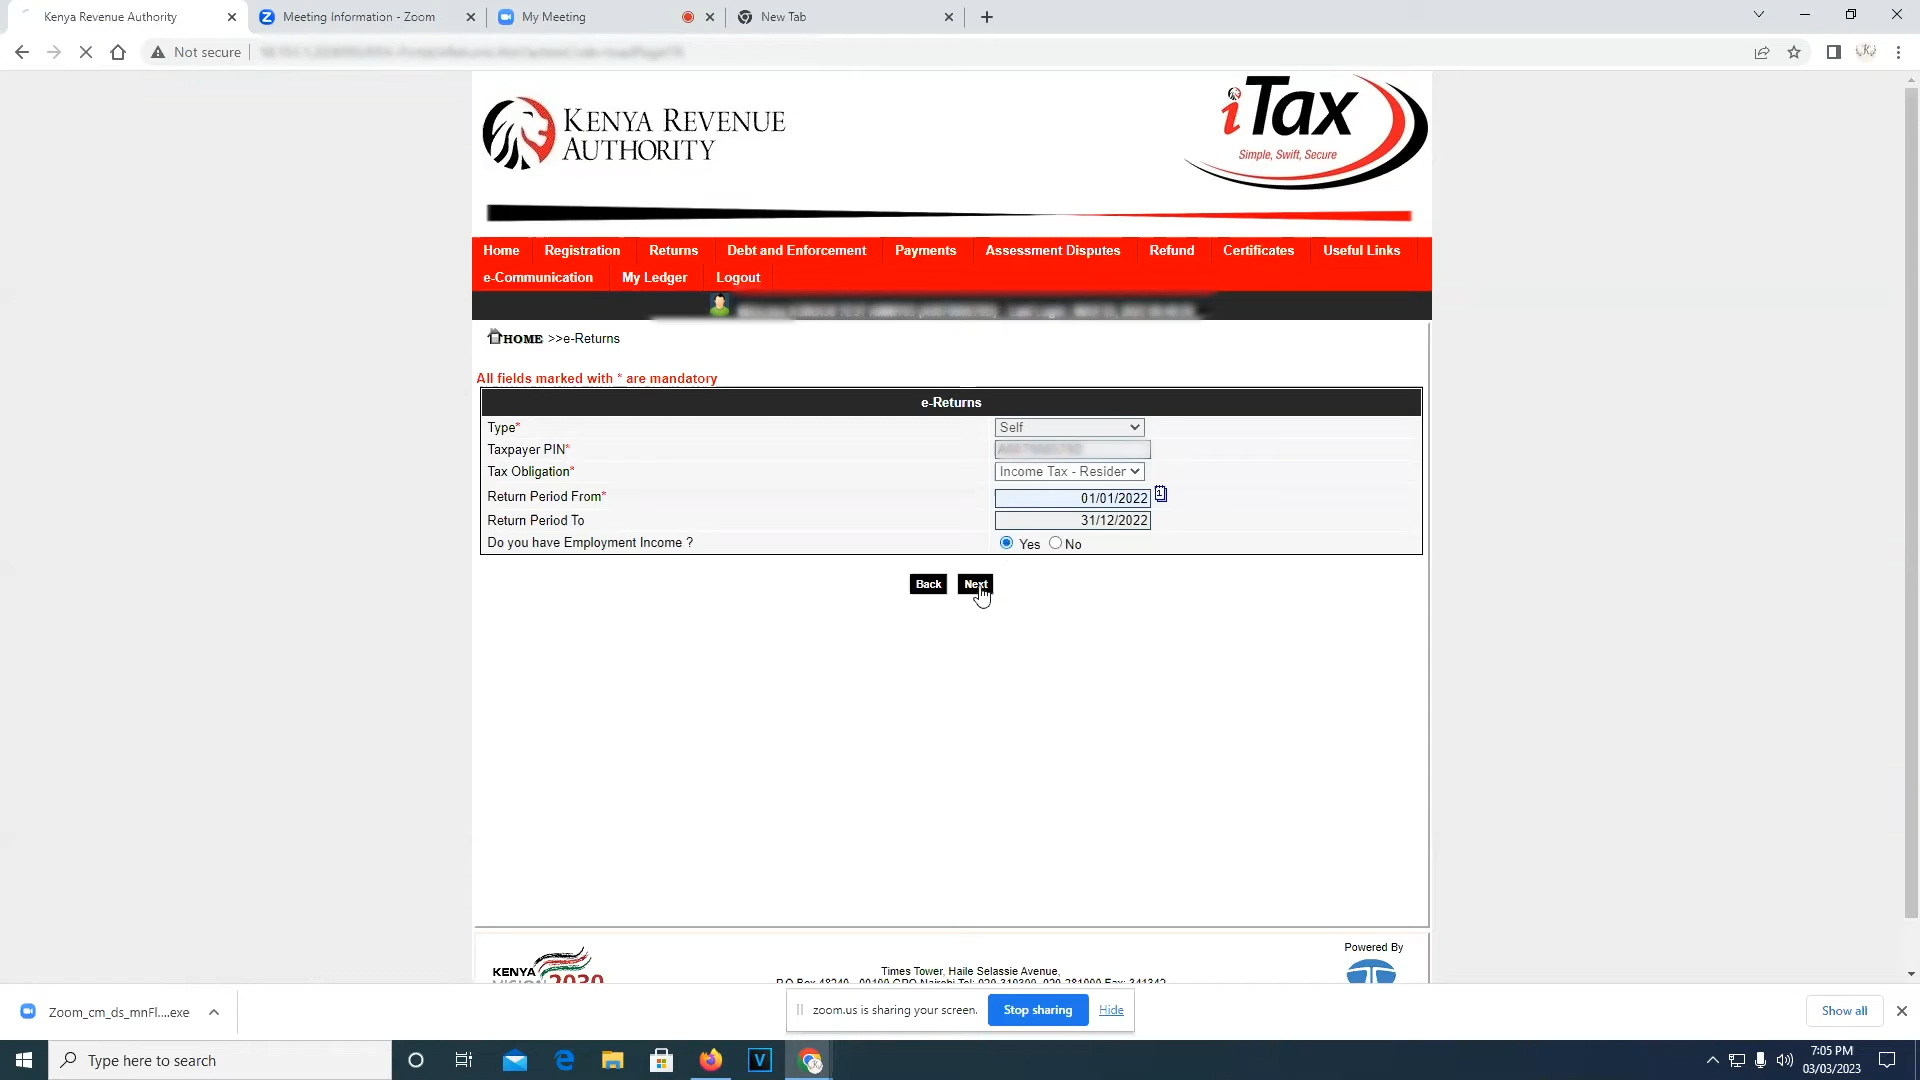 Kenya Revenue Authority
Meeting Information - Zoom
My Meeting
New Tab
Not secure
KENYA REVENUE
AUTHORITY
iTax
Simple, Swift, Secure
Home Registration Returns Debt and Enforcement Payments Assessment Disputes Refund Certificates Useful Links
e-Communication My Ledger Logout
HOME >>e-Returns
All fields marked with * are mandatory
e-Returns
Type* Self
Taxpayer PIN*
Tax Obligation* Income Tax - Resider
Return Period From* 01/01/2022
Return Period To 31/12/2022
Do you have Employment Income ? Yes No
Back Next
KENYA
VISION 2030
Times Tower, Haile Selassie Avenue,
Powered By
Zoom_cm_ds_mnFl....exe
zoom.us is sharing your screen. Stop sharing Hide
Show all
Type here to search
7:05 PM
03/03/2023